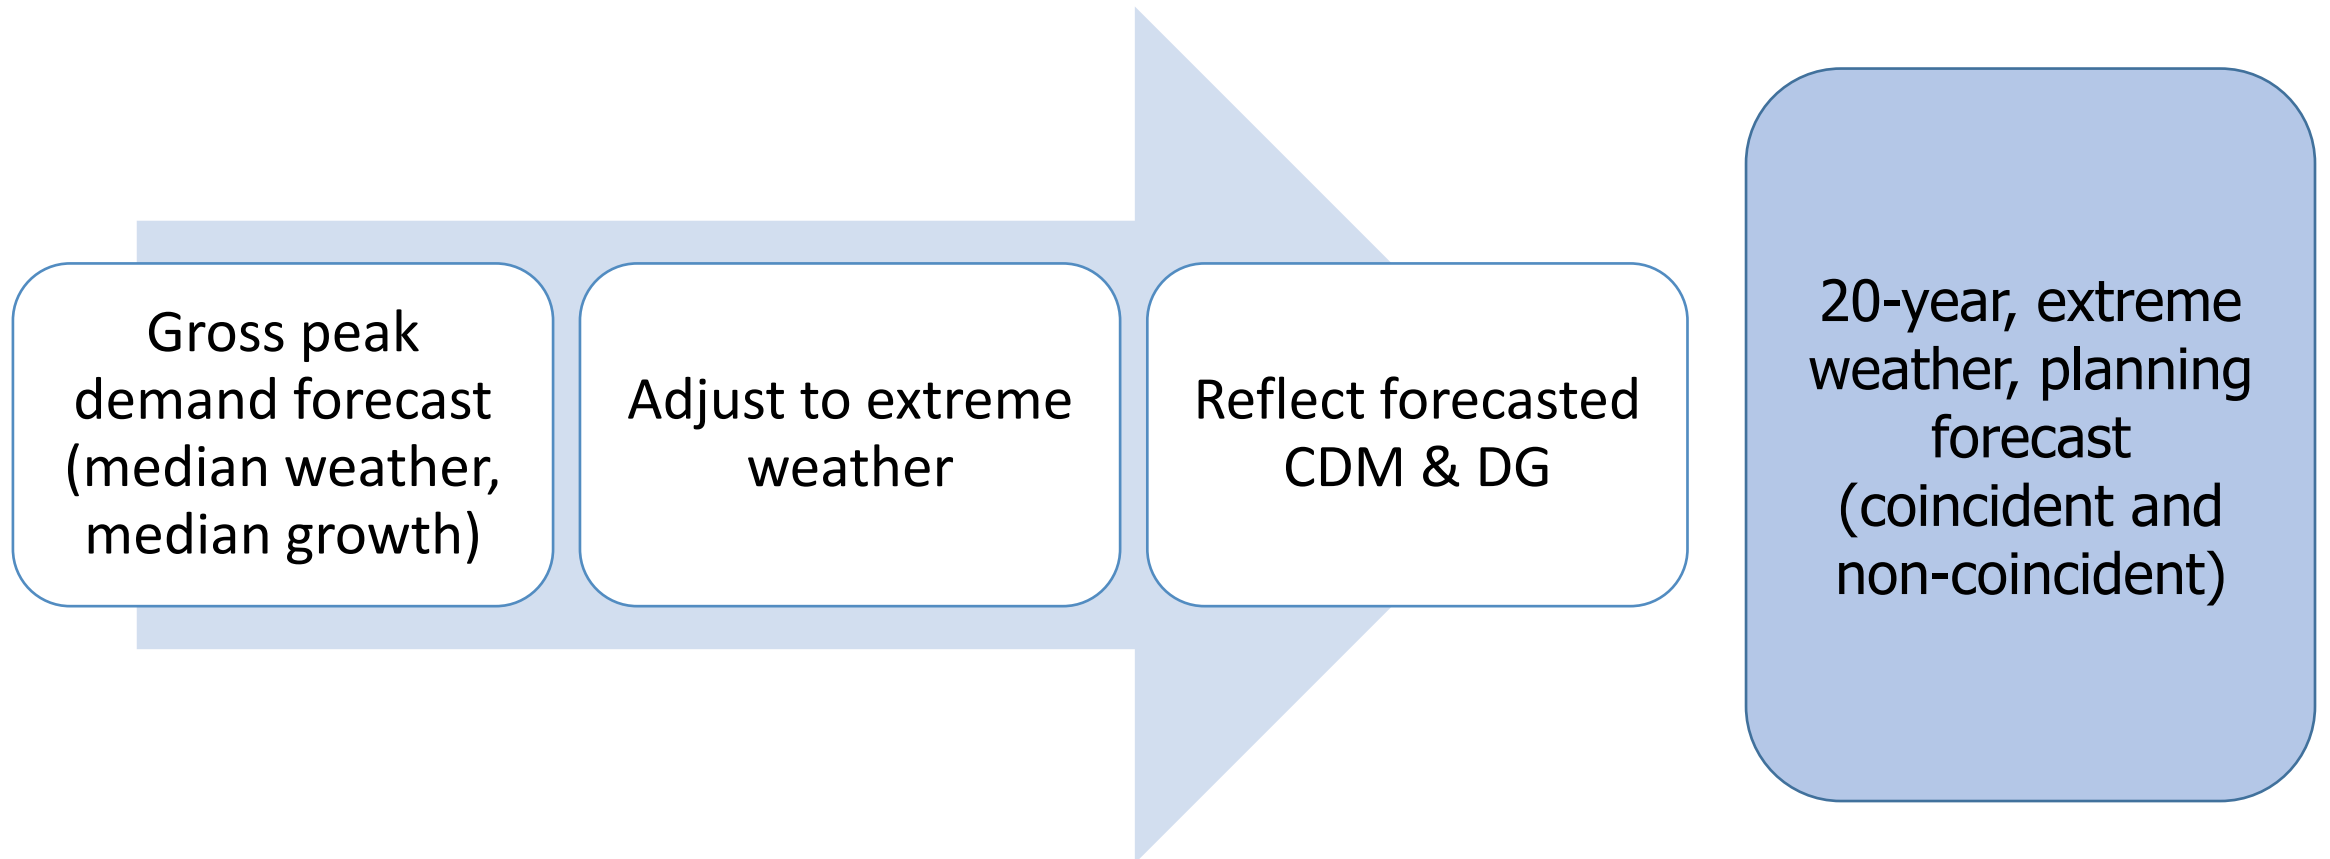 Gross peak
demand forecast
(median weather,
median growth)
Adjust to extreme
weather
Reflect forecasted
CDM & DG
20-year, extreme
weather, planning
forecast
(coincident and
non-coincident)